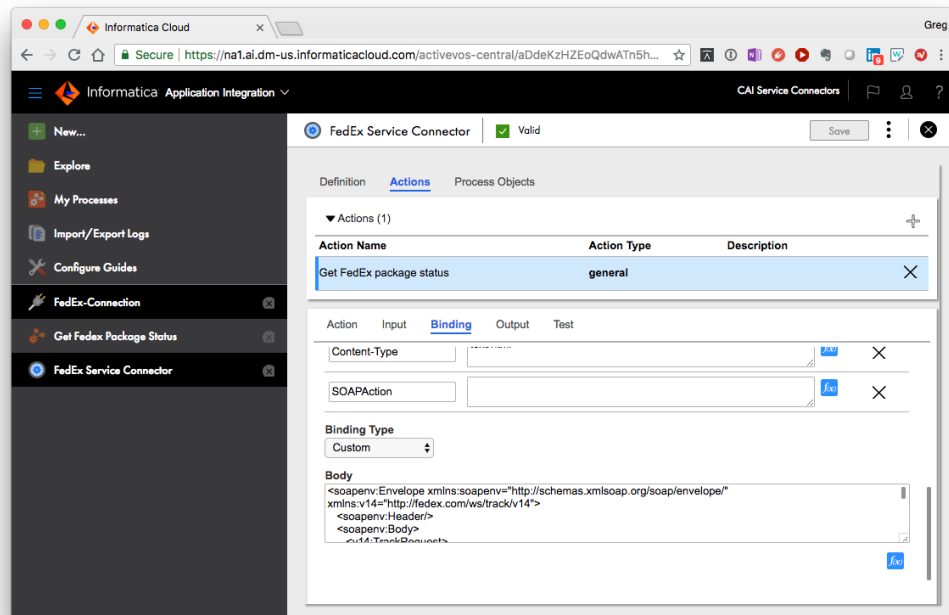 Informatica Cloud
Greg
Secure | https://na1.ai.dm-us.informaticacloud.com/activevos-central/aDdeKzHZEoQdwATn5h...
9
Informatica Application Integration
CAI Service Connectors
?
New...
Explore
My Processes
Import/Export Logs
Configure Guides
FedEx-Connection
Get Fedex Package Status
FedEx Service Connector
FedEx Service Connector
Valid
Save
Definition Actions Process Objects
Actions (1)
Action Name Action Type Description
Get FedEx package status general
Action Input Binding Output Test
Content-Type
f(x)
SOAPAction
f(x)
Binding Type
Custom
Body
<soapenv:Envelope xmlns:soapenv="http://schemas.xmlsoap.org/soap/envelope/"
xmlns:v14="http://fedex.com/ws/track/v14">
<soapenv:Header/>
<soapenv:Body>
<v14:TrackRequest>
f(x)